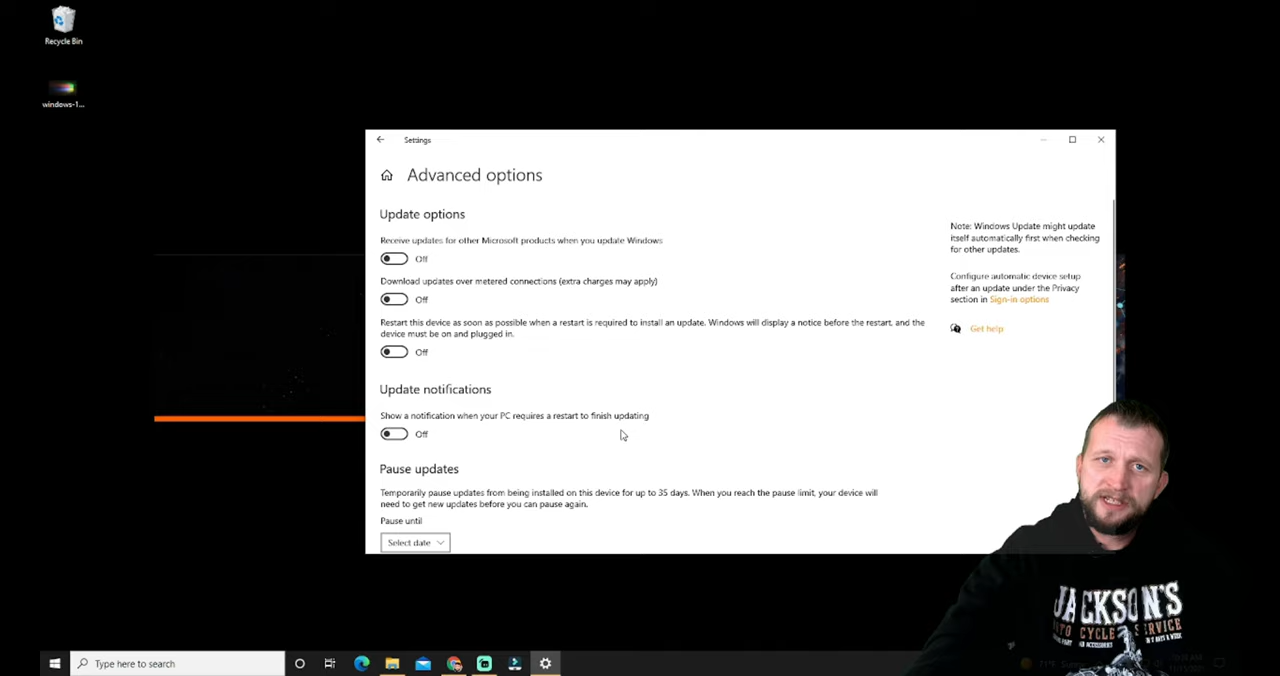 Recycle Bin
windows-1...
Settings
Advanced options
Update options
Receive updates for other Microsoft products when you update Windows
Off
Download updates over metered connections (extra charges may apply)
Off
Restart this device as soon as possible when a restart is required to install an update. Windows will display a notice before the restart, and the
device must be on and plugged in.
Off
Update notifications
Show a notification when your PC requires a restart to finish updating
Off
Pause updates
Temporarily pause updates from being installed on this device for up to 35 days. When you reach the pause limit, your device will
need to get new updates before you can pause again.
Pause until
Select date
Note: Windows Update might update
itself automatically first when checking
for other updates.
Configure automatic device setup
after an update under the Privacy
section in Sign-in options
Get help
JACKSON'S
Type here to search